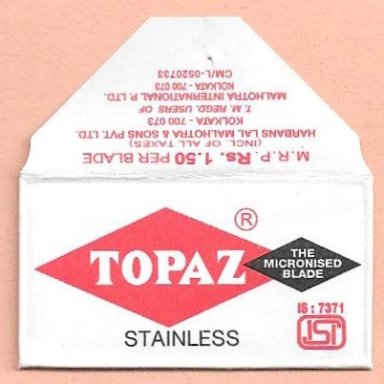 M.R.P. Rs. 1.50 PER BLADE
(INCL. OF ALL TAXES)
HARBANS LAL MALHOTRA & SONS PVT. LTD.
KOLKATA - 700 073
T. M. REGD. USERS OF
MALHOTRA INTERNATIONAL P. LTD.
KOLKATA - 700 073
CM/L-0520733
®
TOPAZ
THE
MICRONISED
BLADE
STAINLESS
IS : 7371
ISI